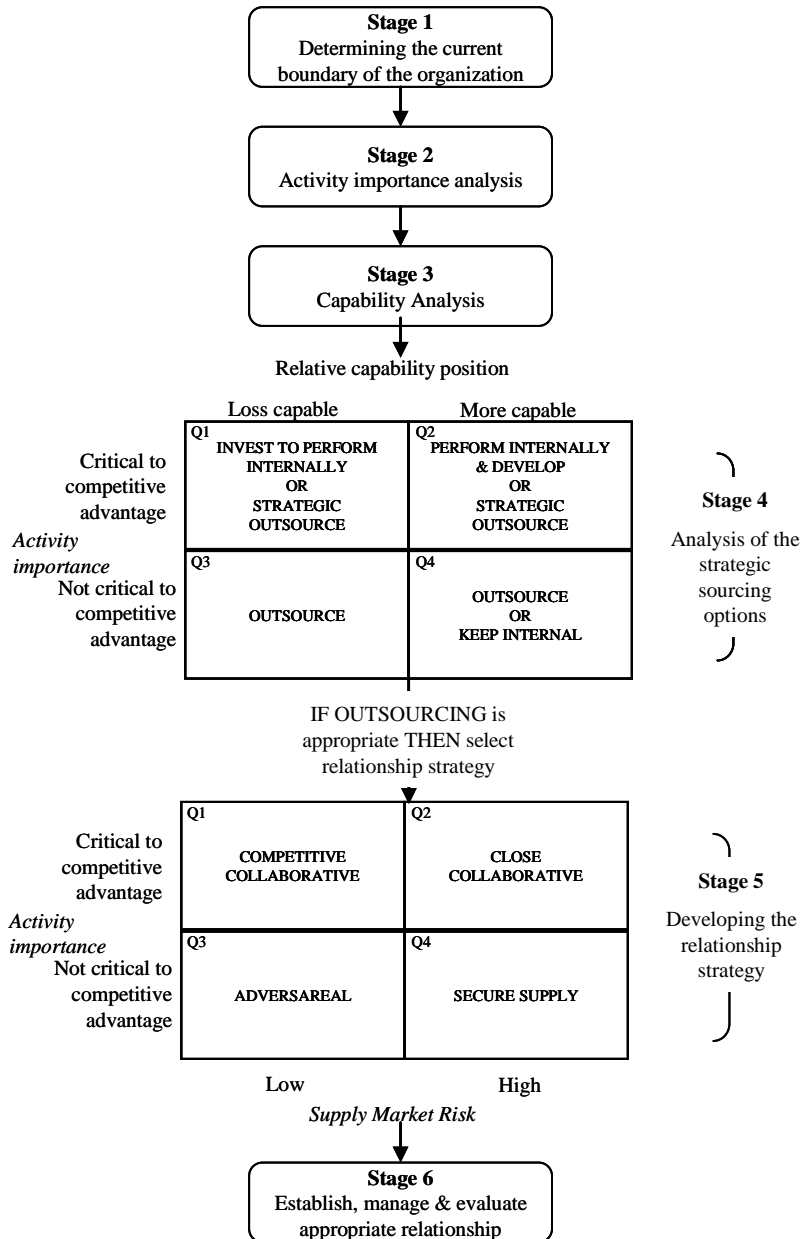 Stage 1
Determining the current
boundary of the organization
Stage 2
Activity importance analysis
Stage 3
Capability Analysis
Relative capability position
Loss capable
More capable
Critical to
competitive
advantage
Activity
importance
Not critical to
competitive
advantage
Q1
INVEST TO PERFORM
INTERNALLY
OR
STRATEGIC
OUTSOURCE
Q2
PERFORM INTERNALLY
& DEVELOP
OR
STRATEGIC
OUTSOURCE
Q3
OUTSOURCE
Q4
OUTSOURCE
OR
KEEP INTERNAL
Stage 4
Analysis of the
strategic
sourcing
options
IF OUTSOURCING is
appropriate THEN select
relationship strategy
Critical to
competitive
advantage
Activity
importance
Not critical to
competitive
advantage
Q1
COMPETITIVE
COLLABORATIVE
Q2
CLOSE
COLLABORATIVE
Q3
ADVERSAREAL
Q4
SECURE SUPPLY
Stage 5
Developing the
relationship
strategy
Low
High
Supply Market Risk
Stage 6
Establish, manage & evaluate
appropriate relationship